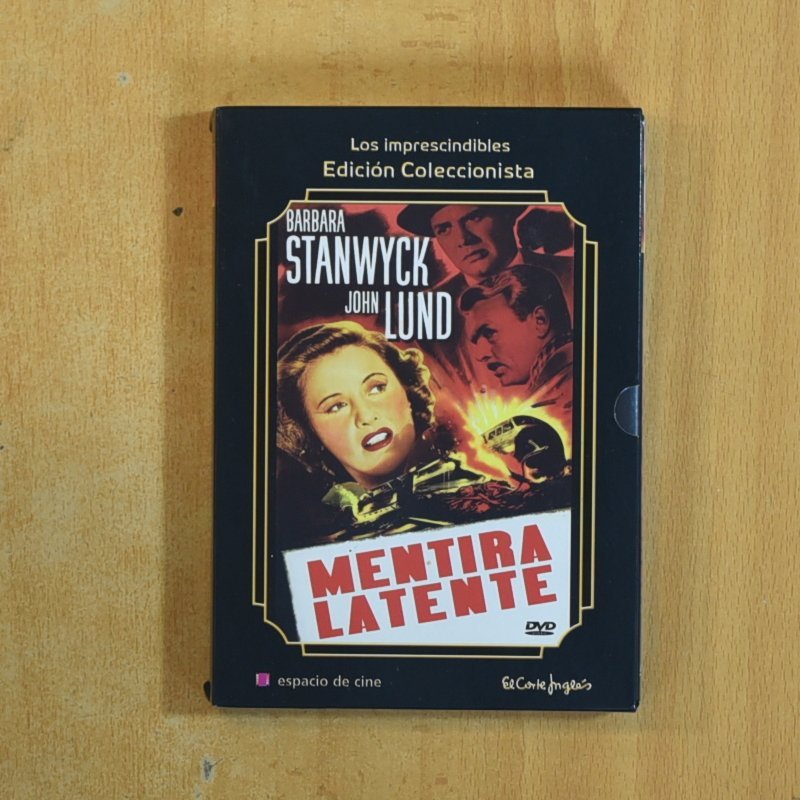 Los imprescindibles
Edición Coleccionista
BARBARA
STANWYCK
JOHN LUND
MENTIRA
LATENTE
DVD
espacio de cine
El Corte Inglés